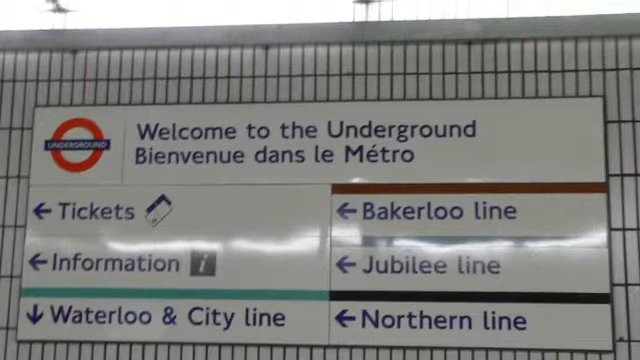 UNDERGROUND
Welcome to the Underground
Bienvenue dans le Métro
← Tickets
← Information i
↓ Waterloo & City line
← Bakerloo line
← Jubilee line
← Northern line